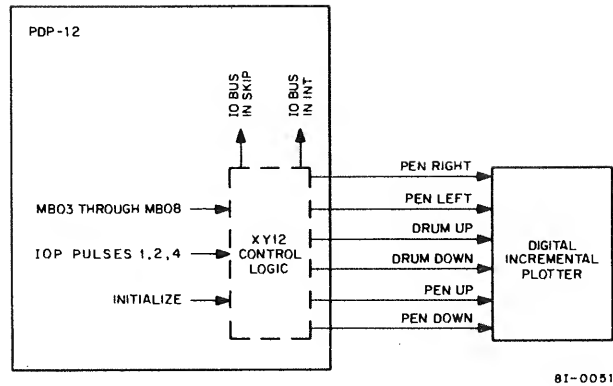 PDP-12
IO BUS
IN SKIP
IO BUS
IN INT
MB03 THROUGH MB08
IOP PULSES 1,2,4
INITIALIZE
XY12
CONTROL
LOGIC
PEN RIGHT
PEN LEFT
DRUM UP
DRUM DOWN
PEN UP
PEN DOWN
DIGITAL
INCREMENTAL
PLOTTER
8I-0051